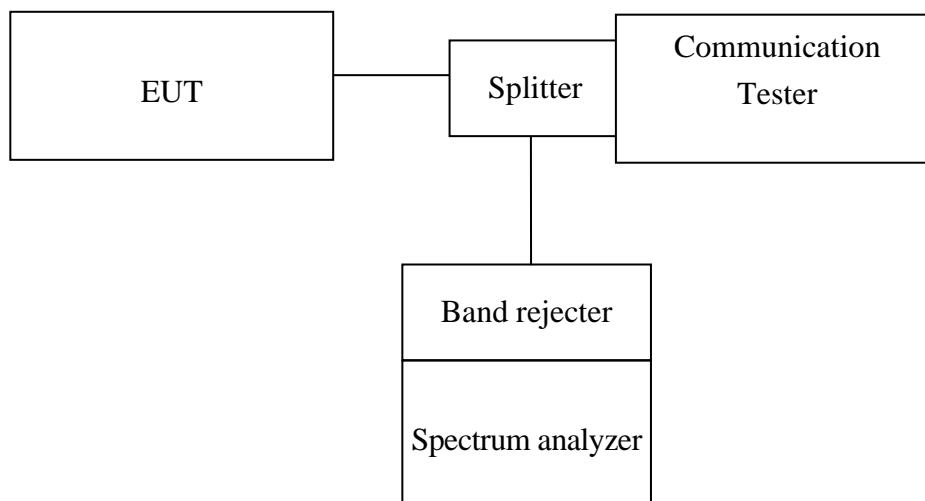 EUT
Splitter
Communication
Tester
Band rejecter
Spectrum analyzer